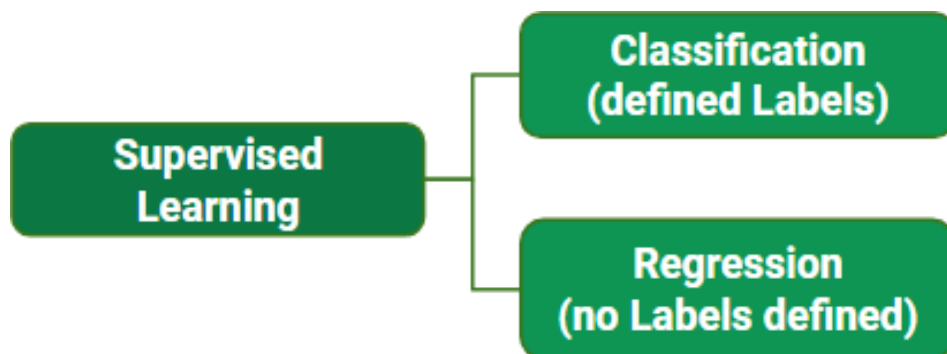 Supervised
Learning
Classification
(defined Labels)
Regression
(no Labels defined)